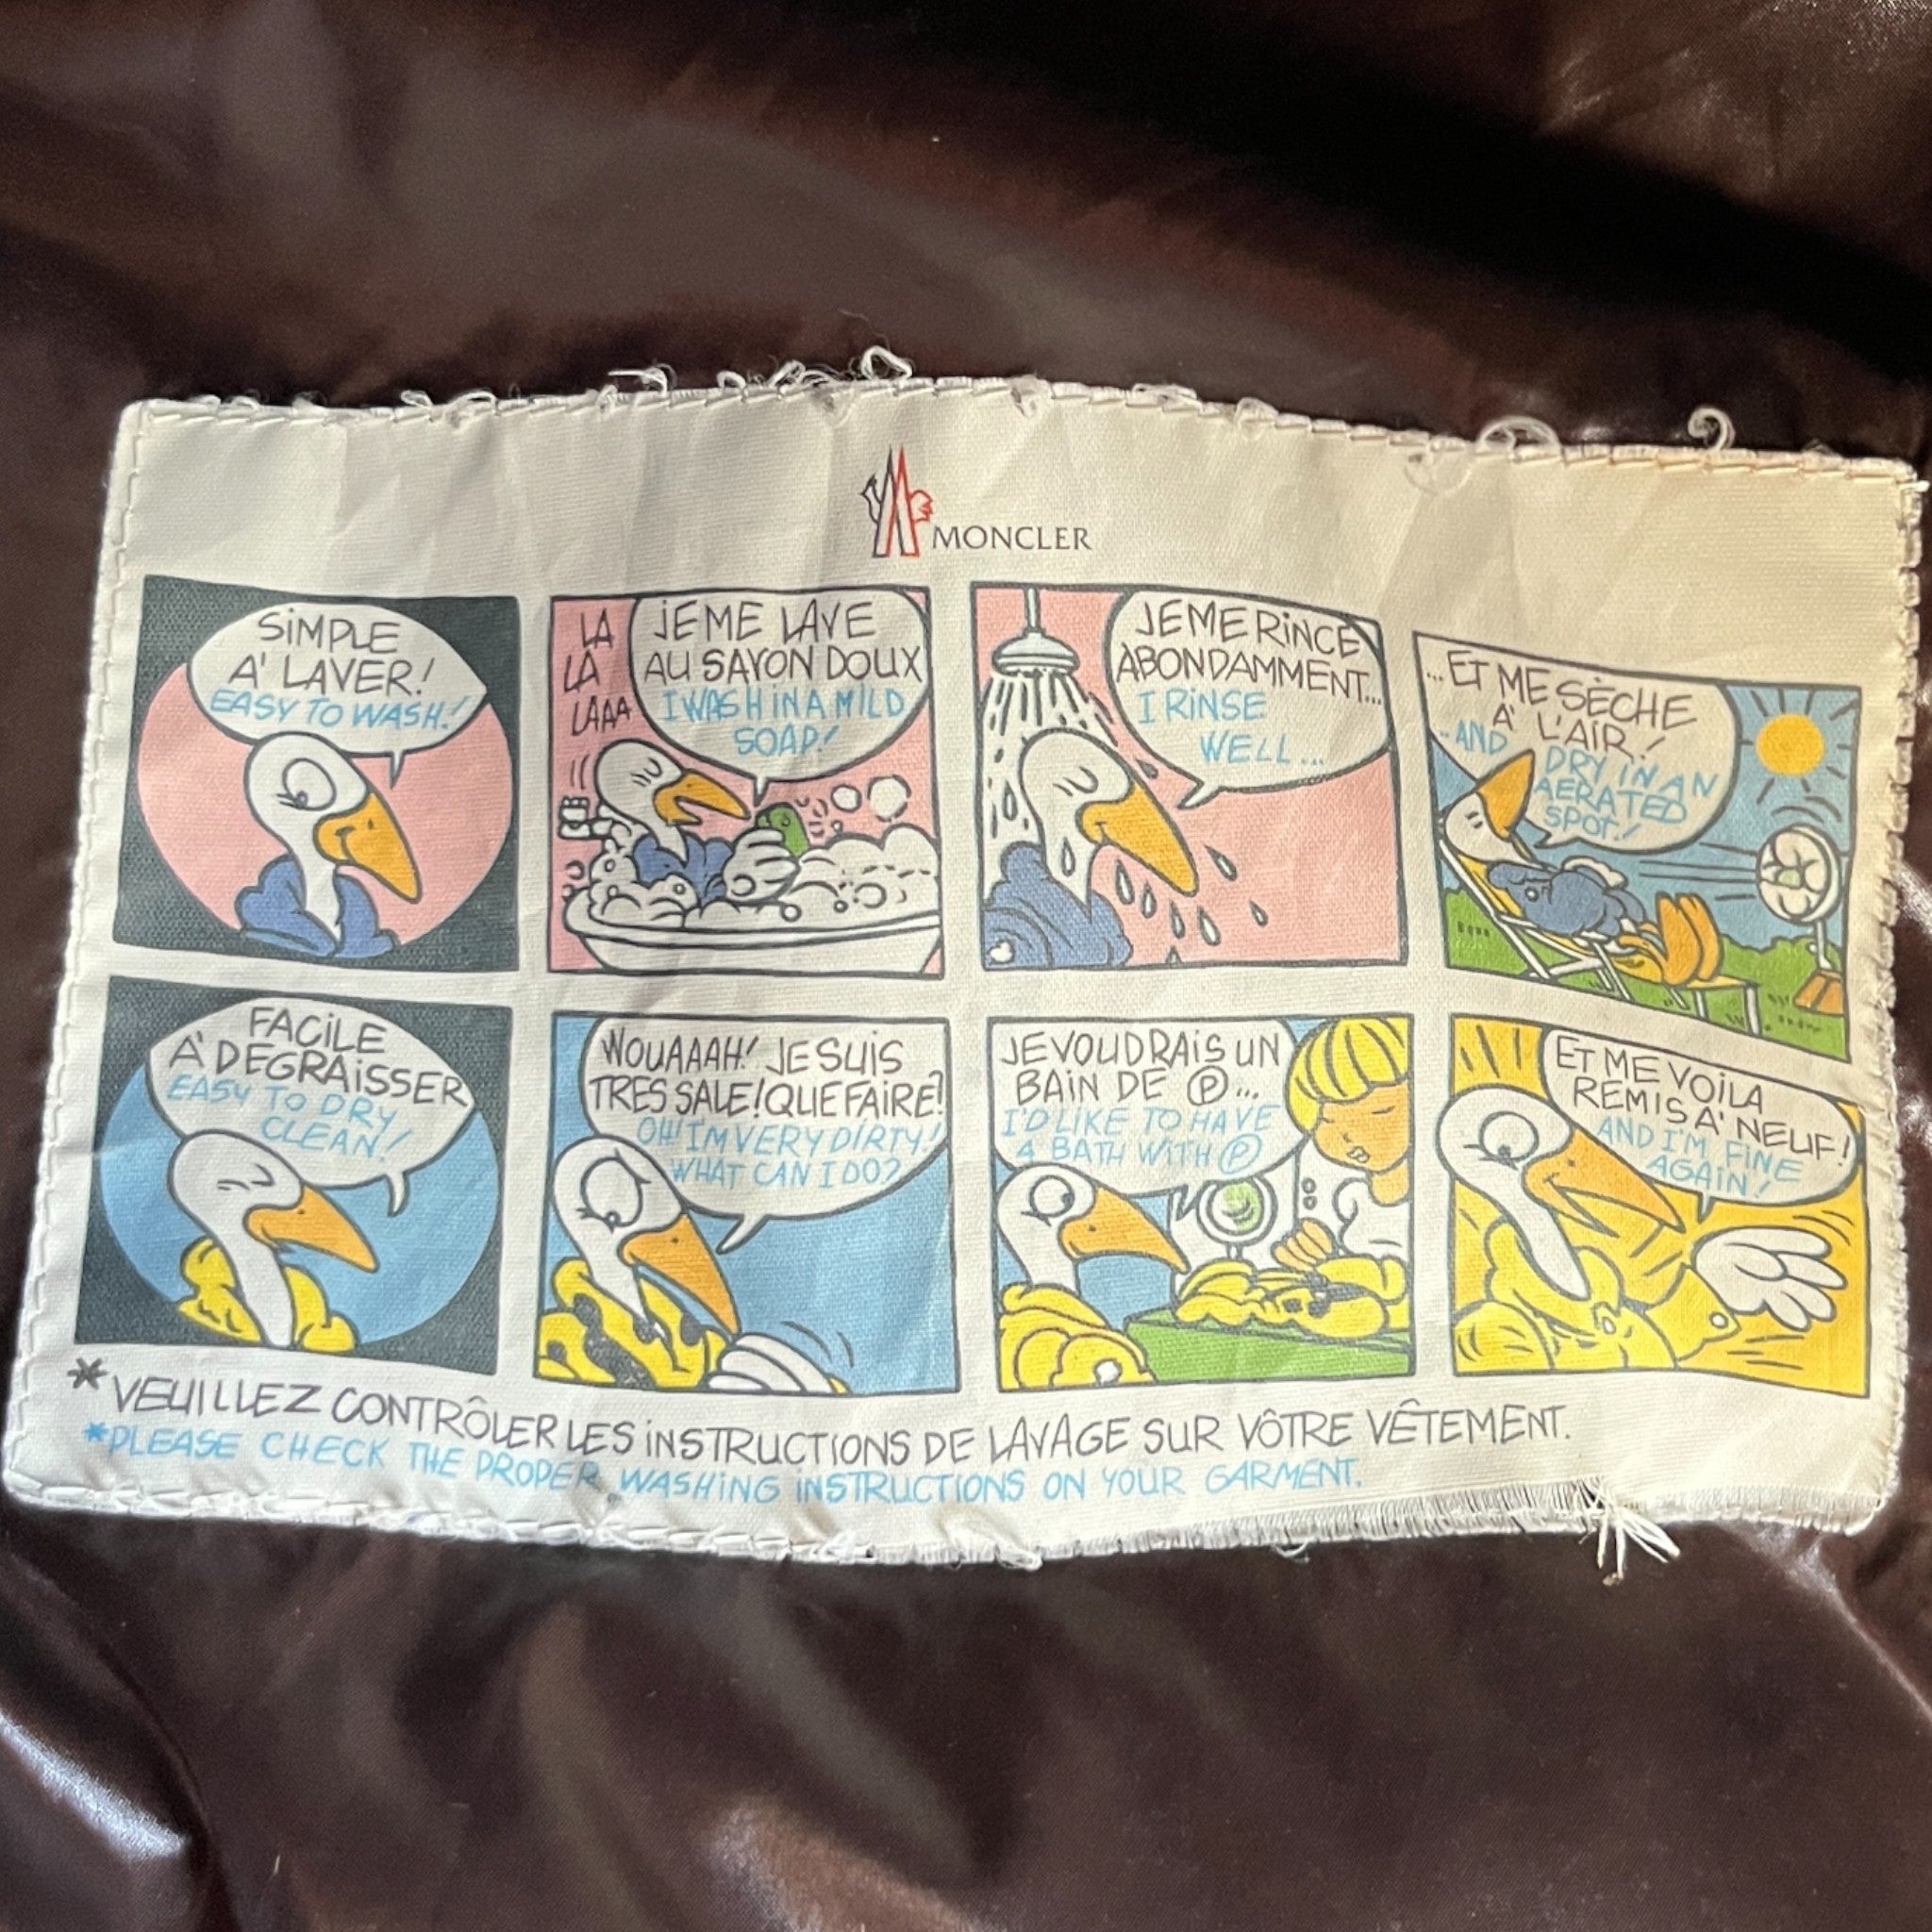 MONCLER
SiMPLE
A' LAVER!
EASY TO WASH!
LA
LÀ
LAAA
JE ME LAVE
AU SAVON DOUX
I WASH iN A MiLD
SOAP!
JE ME RiNCE
ABONDAMMENT...
I RiNSE
WELL...
...ET ME SÈCHE
A' L'AIR!
..AND DRY IN AN
AERATED
SPOT!
FACiLE
A' DEGRAiSSER
EASY TO DRY
CLEAN!
WOUAAAH! JE SUiS
TRES SALE! QUE FAIRE?
OH! I'M VERY DiRTY!
WHAT CAN I DO?
JE VOUDRAiS UN
BAIN DE Ⓟ...
I'D LIKE TO HAVE
A BATH WiTH Ⓟ
ET ME VOiLA
REMIS A' NEUF!
AND I'M FINE
AGAiN!
*VEUILLEZ CONTRÔLER LES iNSTRUCTIONS DE LAVAGE SUR VÔTRE VÊTEMENT.
*PLEASE CHECK THE PROPER WASHiNG iNSTRUCTIONS ON YOUR GARMENT.